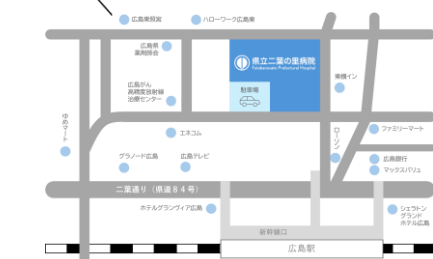 広島東照宮
ハローワーク広島東
広島県
薬剤師会
県立二葉の里病院
Futabanosato Prefectural Hospital
駐車場
東横イン
広島がん
高精度放射線
治療センター
ゆめマート
エネコム
ローソン
ファミリーマート
グラノード広島
広島テレビ
広島銀行
マックスバリュ
二葉通り（県道84号）
ホテルグランヴィア広島
シェラトン
グランド
ホテル広島
新幹線口
広島駅